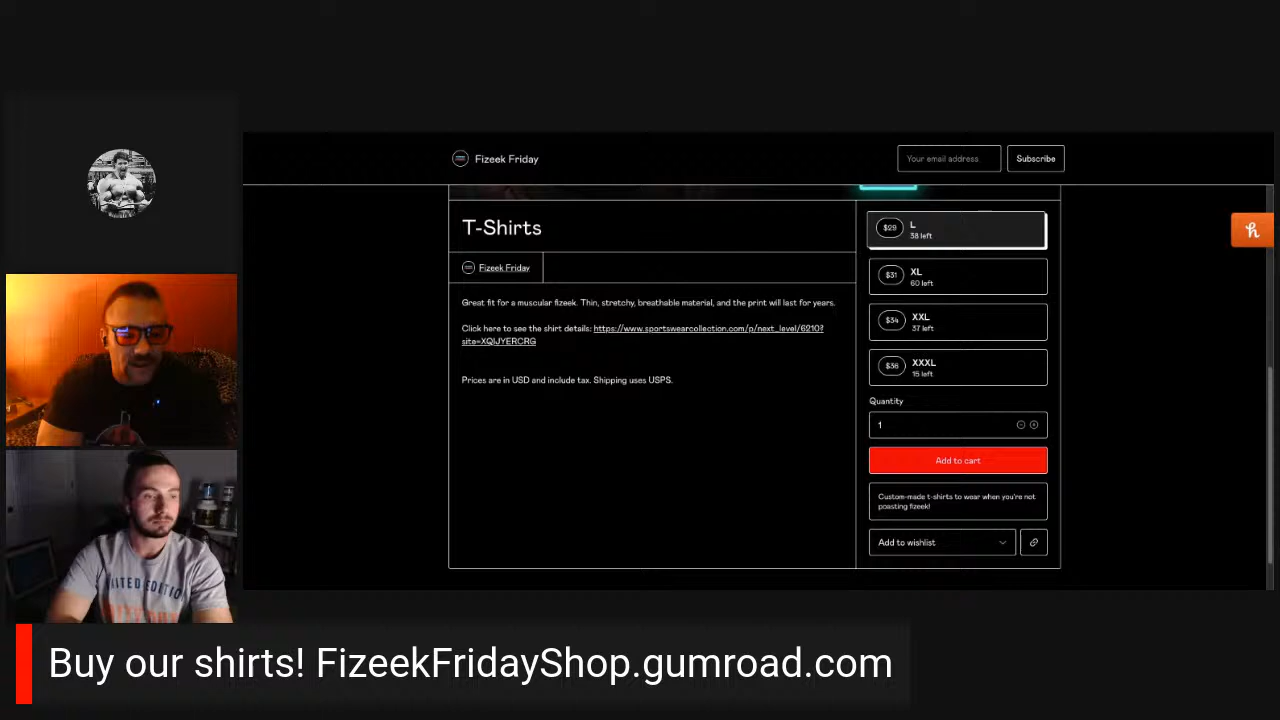 Fizeek Friday
Your email address
Subscribe
T-Shirts
Fizeek Friday
Great fit for a muscular fizeek. Thin, stretchy, breathable material, and the print will last for years.
Click here to see the shirt details: https://www.sportswearcollection.com/p/next_level/6210?
site=XQIJYERCRG
Prices are in USD and include tax. Shipping uses USPS.
$29
L
38 left
$31
XL
60 left
$34
XXL
37 left
$36
XXXL
15 left
Quantity
1
Add to cart
Custom-made t-shirts to wear when you're not
poasting fizeek!
Add to wishlist
Buy our shirts! FizeekFridayShop.gumroad.com